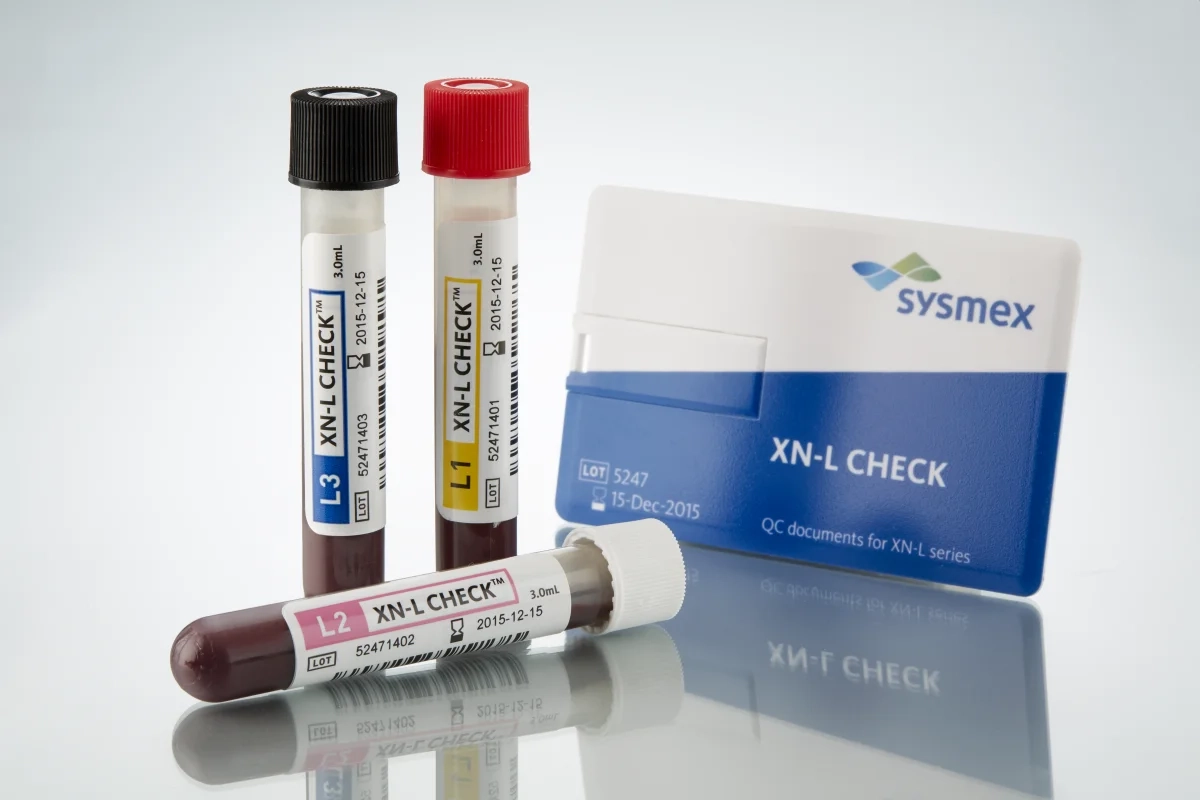 L3 XN-L CHECK™ 3.0mL
2015-12-15
LOT 52471403
L1 XN-L CHECK™ 3.0mL
2015-12-15
LOT 52471401
L2 XN-L CHECK™ 3.0mL
LOT 52471402 2015-12-15
sysmex
XN-L CHECK
LOT 5247
15-Dec-2015
QC documents for XN-L series